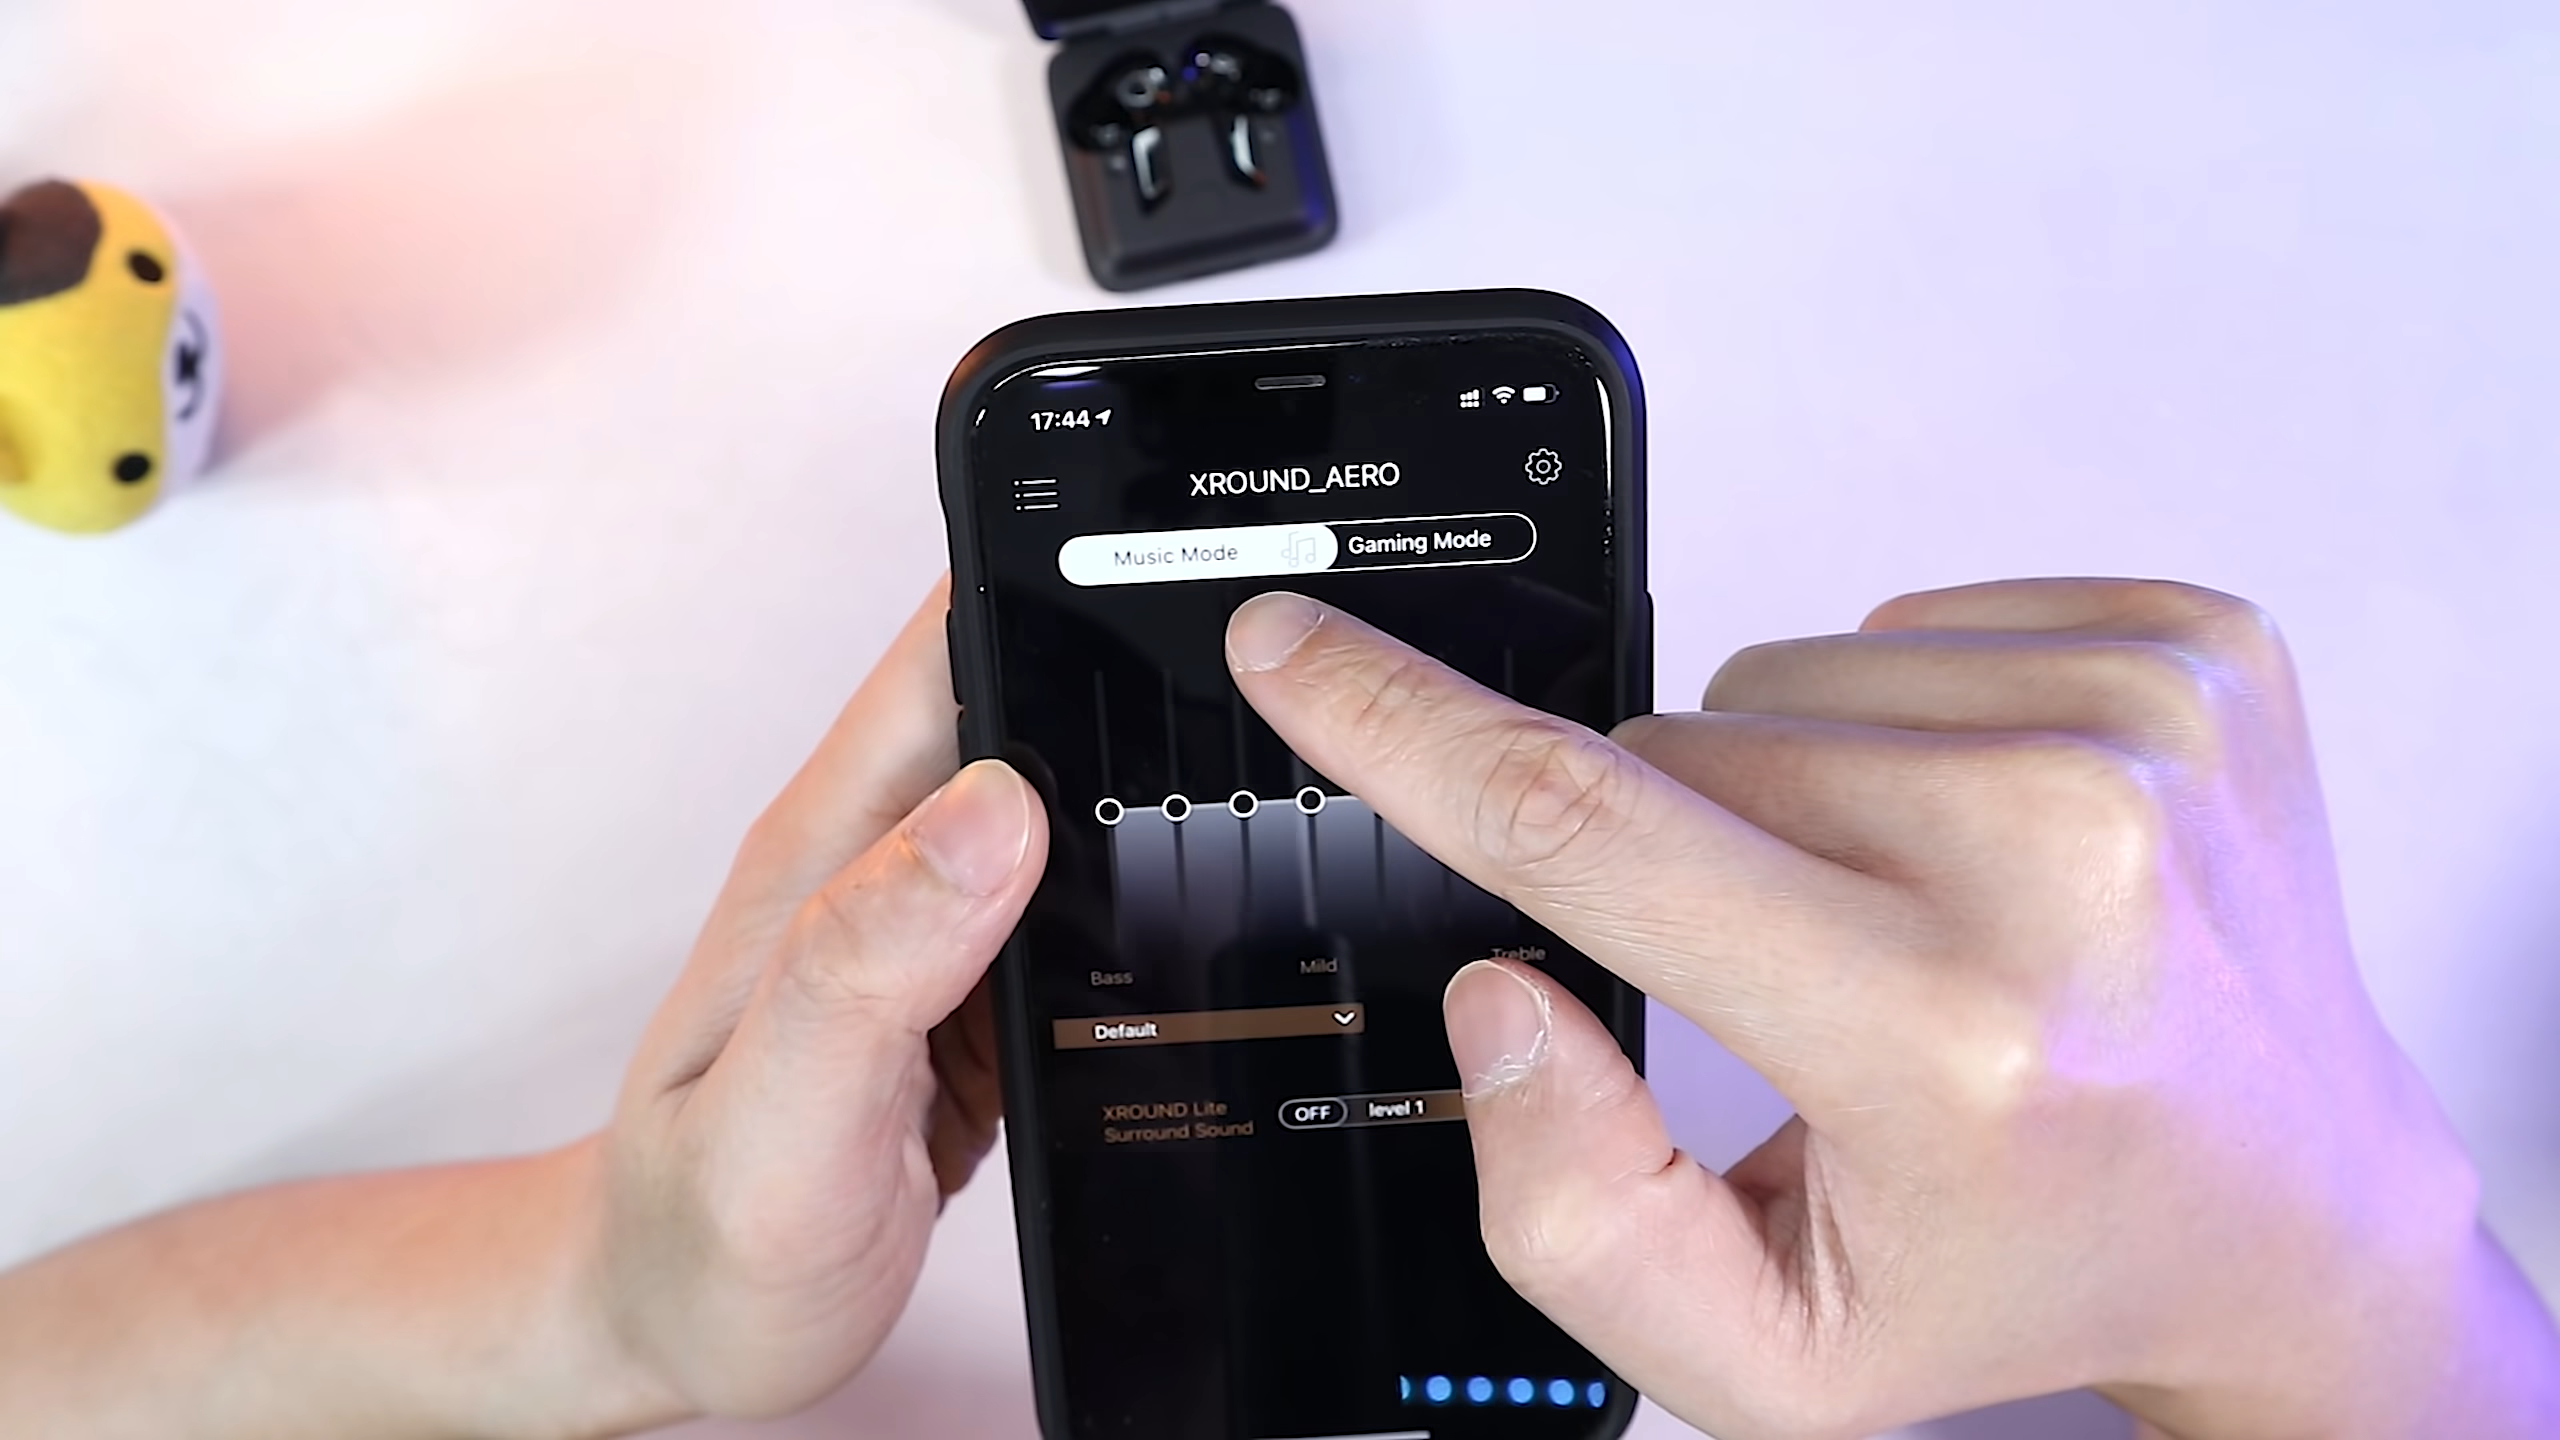 17:44
XROUND_AERO
Music Mode
Gaming Mode
Bass
Mild
Treble
Default
XROUND Lite
Surround Sound
OFF
level 1